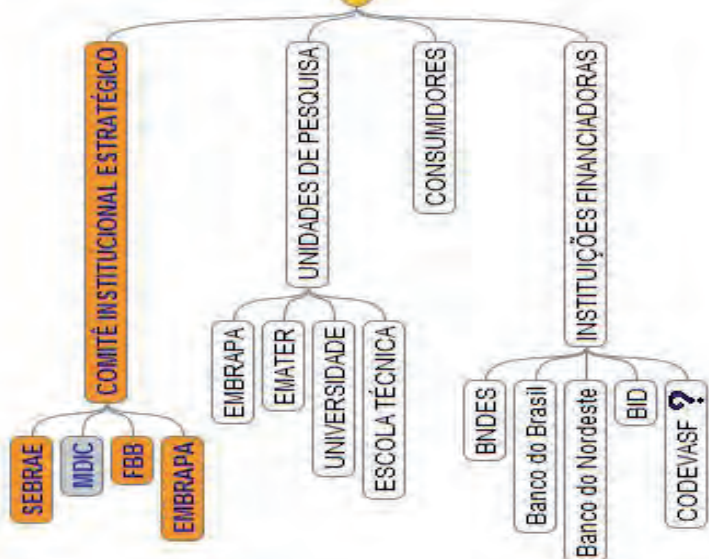 COMITÊ INSTITUCIONAL ESTRATÉGICO
SEBRAE
MDIC
FBB
EMBRAPA
UNIDADES DE PESQUISA
EMBRAPA
EMATER
UNIVERSIDADE
ESCOLA TÉCNICA
CONSUMIDORES
INSTITUIÇÕES FINANCIADORAS
BNDES
Banco do Brasil
Banco do Nordeste
BID
CODEVASF ?